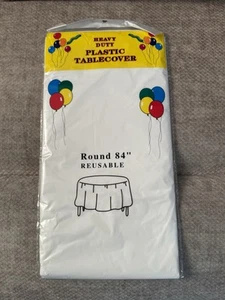 HEAVY
DUTY
PLASTIC
TABLECOVER
Round 84"
REUSABLE